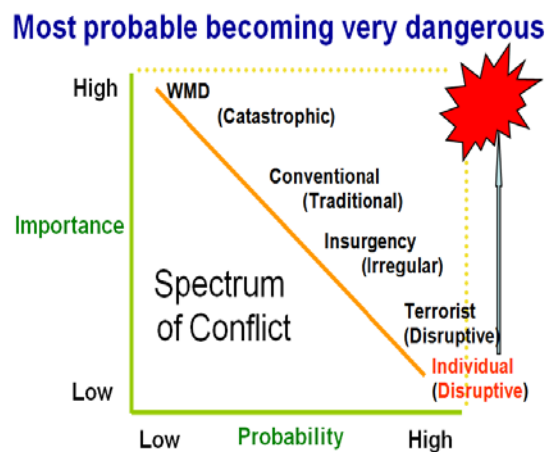 Most probable becoming very dangerous
High
WMD
(Catastrophic)
Conventional
(Traditional)
Importance
Insurgency
(Irregular)
Spectrum
of Conflict
Terrorist
(Disruptive)
Individual
(Disruptive)
Low
Low
Probability
High